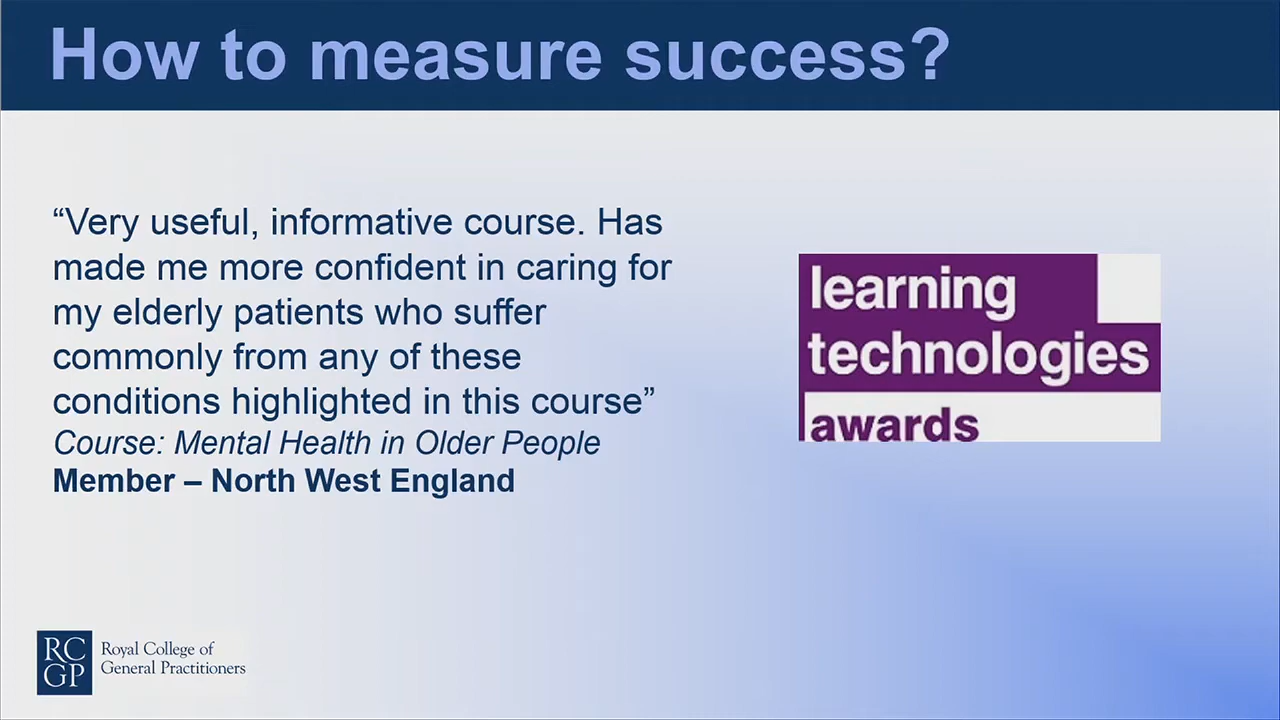 How to measure success?
“Very useful, informative course. Has
made me more confident in caring for
my elderly patients who suffer
commonly from any of these
conditions highlighted in this course”
Course: Mental Health in Older People
Member – North West England
learning
technologies
awards
RC
GP
Royal College of
General Practitioners